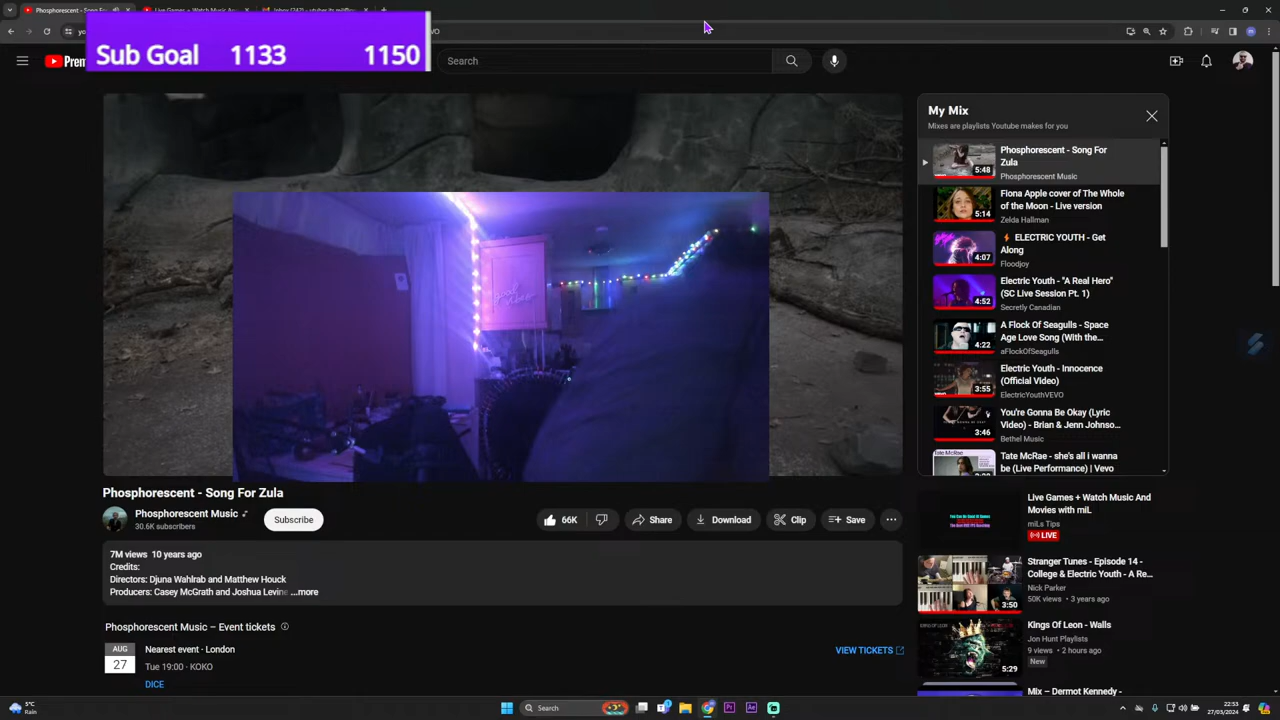 Phosphorescent - Song
Live Games + Watch Music An
Sub Goal 1133 1150
Search
My Mix
Mixes are playlists Youtube makes for you
Phosphorescent - Song For
Zula
Phosphorescent Music
5:48
Fiona Apple cover of The Whole
of the Moon - Live version
Zelda Hallman
5:14
⚡ ELECTRIC YOUTH - Get
Along
Floodjoy
4:07
Electric Youth - "A Real Hero"
(SC Live Session Pt. 1)
Secretly Canadian
4:52
A Flock Of Seagulls - Space
Age Love Song (With the...
aFlockOfSeagulls
4:22
Electric Youth - Innocence
(Official Video)
ElectricYouthVEVO
3:55
You're Gonna Be Okay (Lyric
Video) - Brian & Jenn Johnso...
Bethel Music
3:46
Tate McRae - she's all i wanna
be (Live Performance) | Vevo
Phosphorescent - Song For Zula
Phosphorescent Music
30.6K subscribers
Subscribe
66K
Share
Download
Clip
Save
7M views 10 years ago
Credits:
Directors: Djuna Wahlrab and Matthew Houck
Producers: Casey McGrath and Joshua Levine ...more
Phosphorescent Music – Event tickets
AUG
27
Nearest event - London
Tue 19:00 · KOKO
DICE
VIEW TICKETS
Live Games + Watch Music And
Movies with miL
miLs Tips
LIVE
Stranger Tunes - Episode 14 -
College & Electric Youth - A Re...
Nick Parker
50K views • 3 years ago
3:50
Kings Of Leon - Walls
Jon Hunt Playlists
9 views • 2 hours ago
New
5:29
Mix – Dermot Kennedy -
5°C
Rain
Search
22:53
27/03/2024